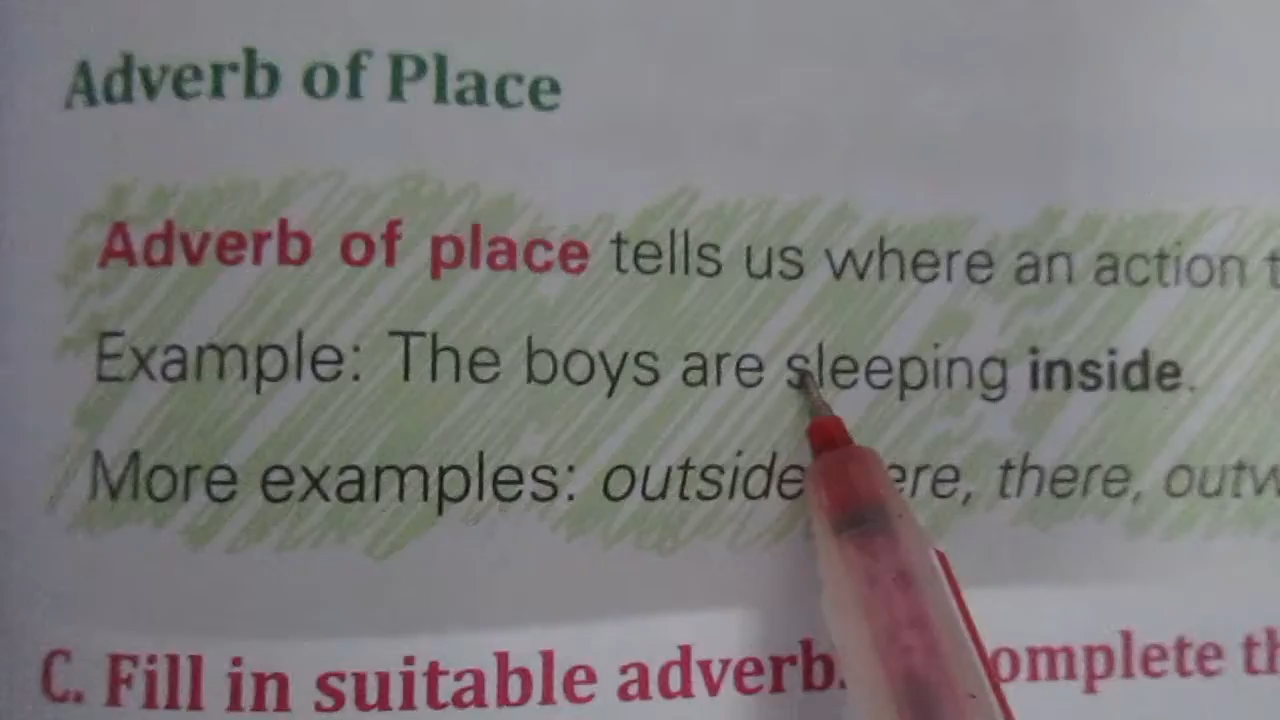 Adverb of Place
Adverb of place tells us where an action
Example: The boys are sleeping inside.
More examples: outside there, 
C. Fill in suitable